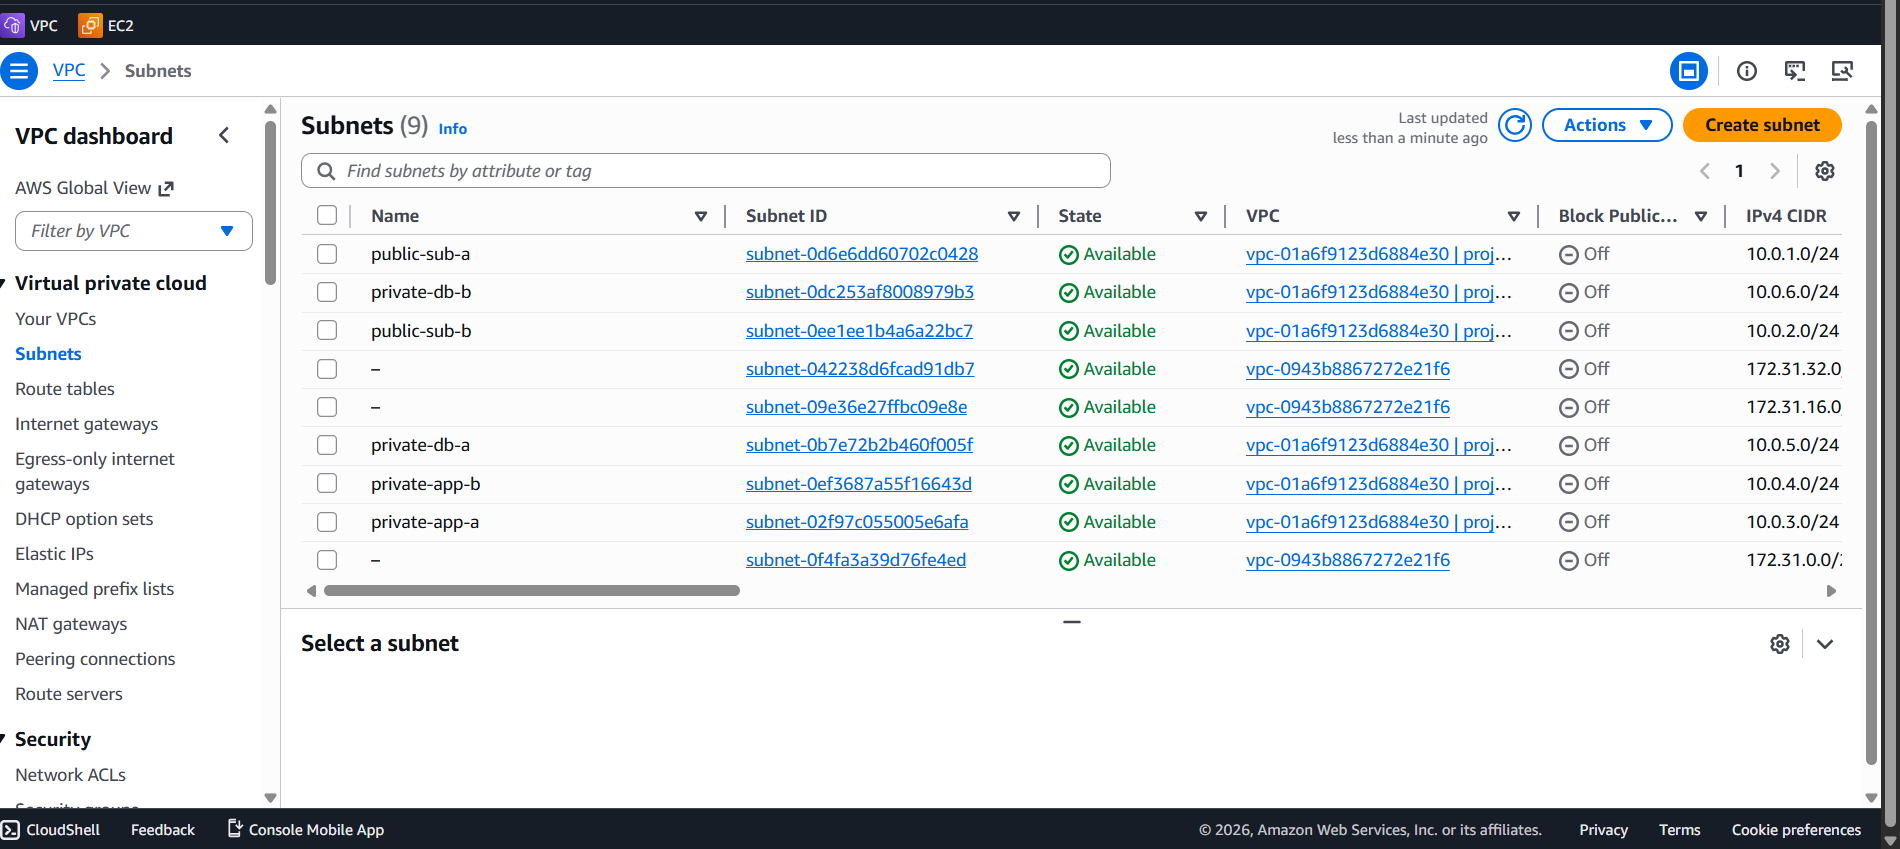 VPC EC2
VPC > Subnets
VPC dashboard
AWS Global View
Filter by VPC
Virtual private cloud
Your VPCs
Subnets
Route tables
Internet gateways
Egress-only internet
gateways
DHCP option sets
Elastic IPs
Managed prefix lists
NAT gateways
Peering connections
Route servers
Security
Network ACLs
Security groups
Subnets (9) Info
Last updated
less than a minute ago
Actions
Create subnet
Find subnets by attribute or tag
1
Name Subnet ID State VPC Block Public... IPv4 CIDR
public-sub-a subnet-0d6e6dd60702c0428 Available vpc-01a6f9123d6884e30 | proj... Off 10.0.1.0/24
private-db-b subnet-0dc253af8008979b3 Available vpc-01a6f9123d6884e30 | proj... Off 10.0.6.0/24
public-sub-b subnet-0ee1ee1b4a6a22bc7 Available vpc-01a6f9123d6884e30 | proj... Off 10.0.2.0/24
– subnet-042238d6fcad91db7 Available vpc-0943b8867272e21f6 Off 172.31.32.0
– subnet-09e36e27ffbc09e8e Available vpc-0943b8867272e21f6 Off 172.31.16.0
private-db-a subnet-0b7e72b2b460f005f Available vpc-01a6f9123d6884e30 | proj... Off 10.0.5.0/24
private-app-b subnet-0ef3687a55f16643d Available vpc-01a6f9123d6884e30 | proj... Off 10.0.4.0/24
private-app-a subnet-02f97c055005e6afa Available vpc-01a6f9123d6884e30 | proj... Off 10.0.3.0/24
– subnet-0f4fa3a39d76fe4ed Available vpc-0943b8867272e21f6 Off 172.31.0.0/2
Select a subnet
CloudShell Feedback Console Mobile App © 2026, Amazon Web Services, Inc. or its affiliates. Privacy Terms Cookie preferences